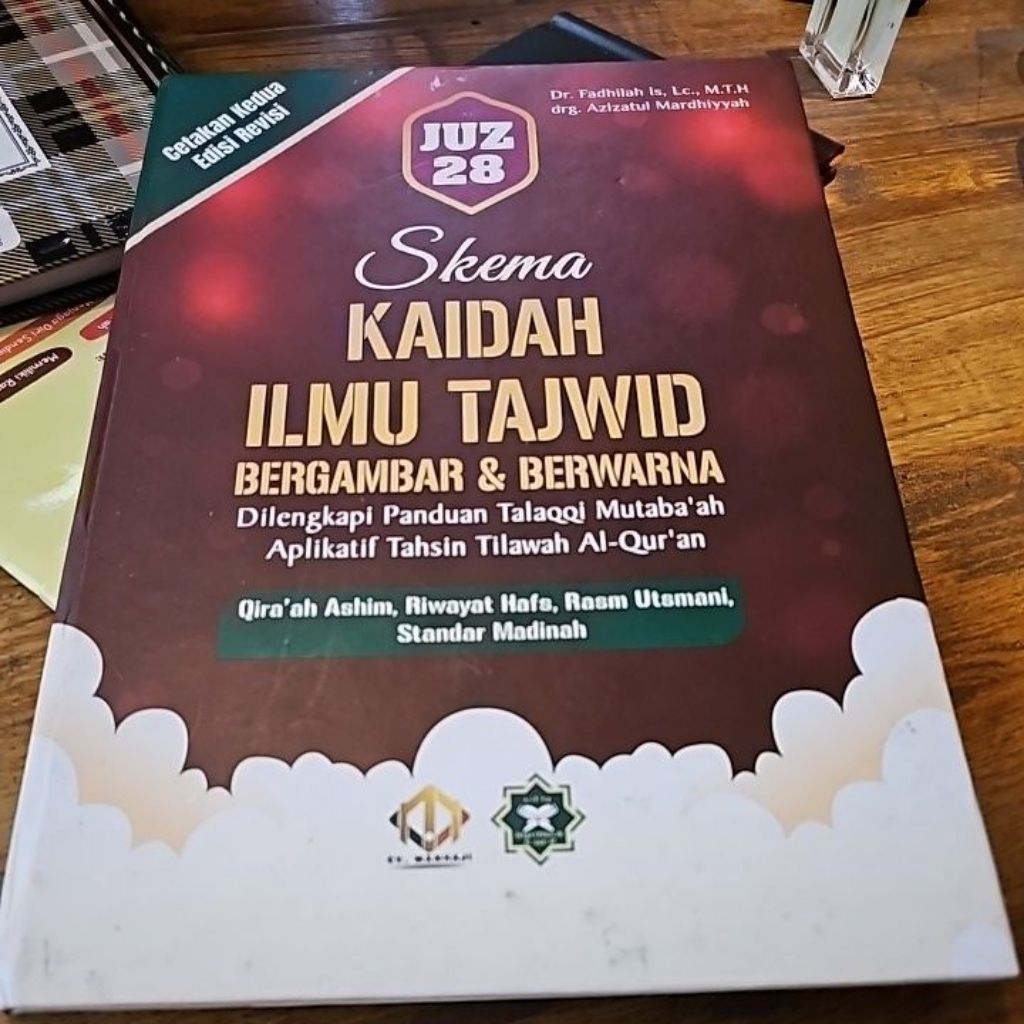 Cetakan Kedua
Edisi Revisi
Dr. Fadhilah Is, Lc., M.T.H
drg. Azizatul Mardhiyyah
JUZ
28
Skema
KAIDAH
ILMU TAJWID
BERGAMBAR & BERWARNA
Dilengkapi Panduan Talaqqi Mutaba'ah
Aplikatif Tahsin Tilawah Al-Qur'an
Qira'ah Ashim, Riwayat Hafs, Rasm Utsmani,
Standar Madinah